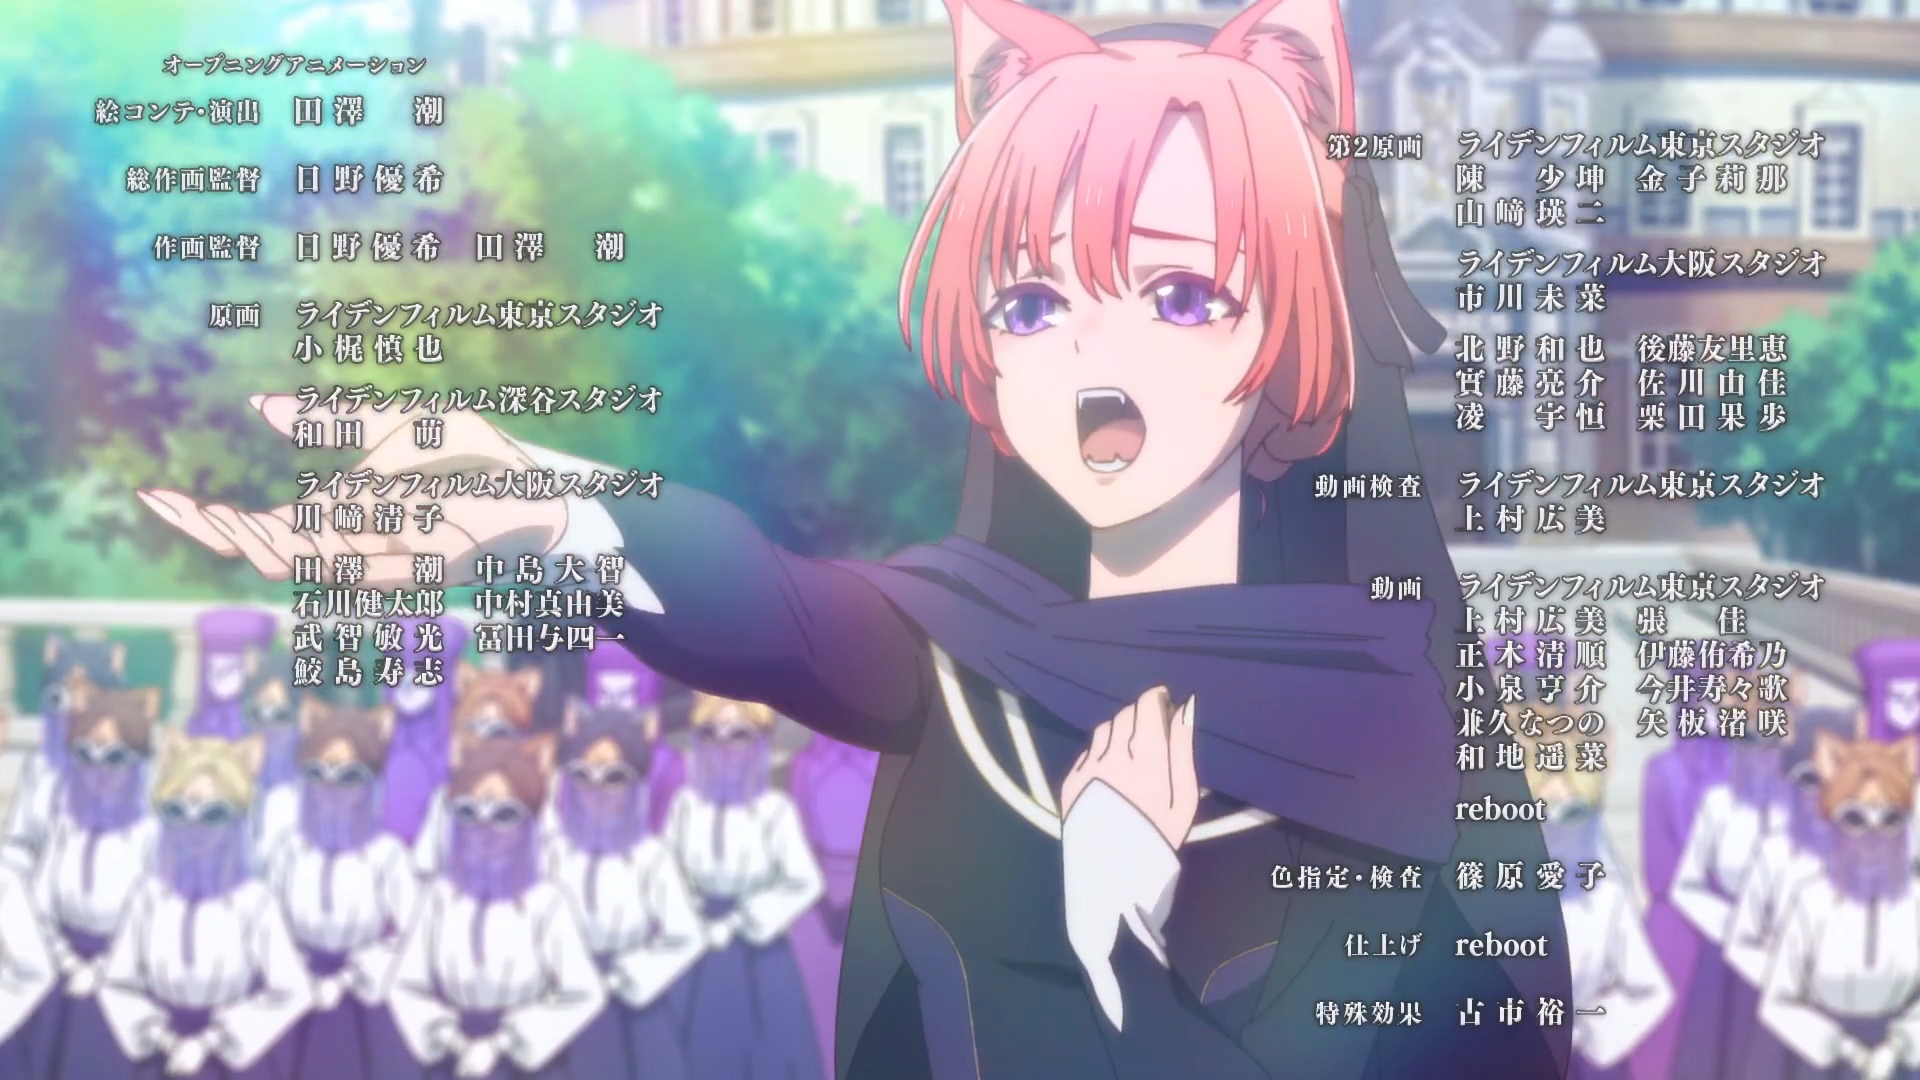 オープニングアニメーション
絵コンテ・演出 田澤 潮
総作画監督 日野優希
作画監督 日野優希 田澤 潮
原画 ライデンフィルム東京スタジオ
小梶慎也
ライデンフィルム深谷スタジオ
和田 萌
ライデンフィルム大阪スタジオ
川﨑清子
田澤 潮 中島大智
石川健太郎 中村真由美
武智敏光 冨田与四一
鮫島寿志
第2原画 ライデンフィルム東京スタジオ
陳 少坤 金子莉那
山﨑瑛二
ライデンフィルム大阪スタジオ
市川未菜
北野和也 後藤友里恵
實藤亮介 佐川由佳
凌 宇恒 栗田果歩
動画検査 ライデンフィルム東京スタジオ
上村広美
動画 ライデンフィルム東京スタジオ
上村広美 張 佳
正木清順 伊藤侑希乃
小泉亨介 今井寿々歌
兼久なつの 矢板渚咲
和地遥菜
reboot
色指定・検査 篠原愛子
仕上げ reboot
特殊効果 古市裕一